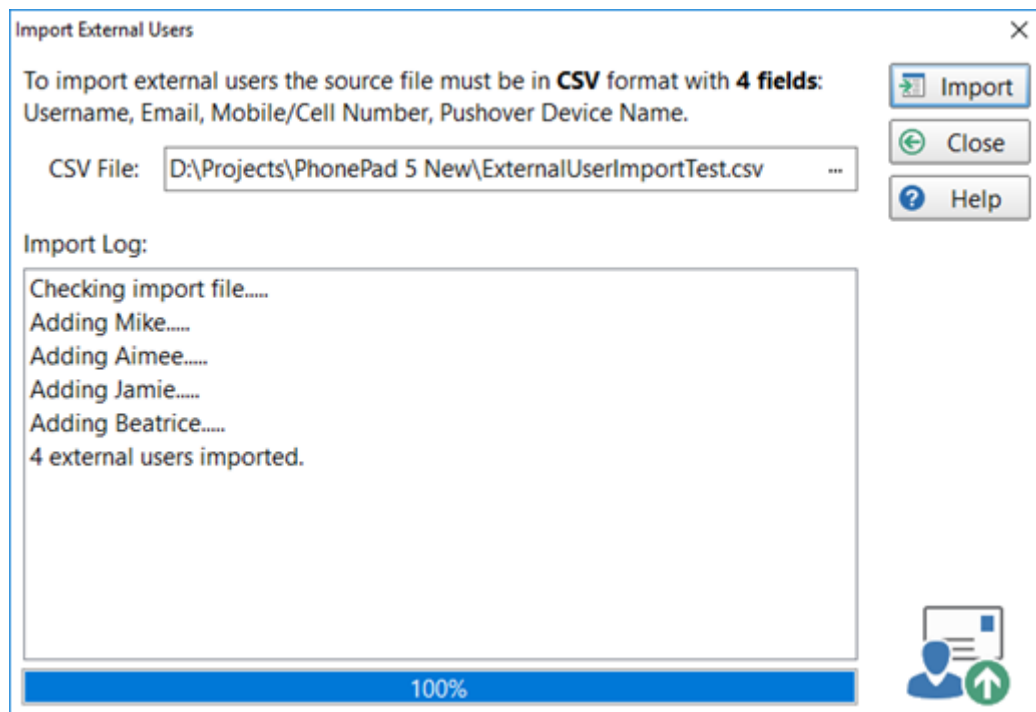 Import External Users
To import external users the source file must be in CSV format with 4 fields:
Username, Email, Mobile/Cell Number, Pushover Device Name.
Import
Close
Help
CSV File: D:\Projects\PhonePad 5 New\ExternalUserImportTest.csv ...
Import Log:
Checking import file.....
Adding Mike.....
Adding Aimee.....
Adding Jamie.....
Adding Beatrice.....
4 external users imported.
100%